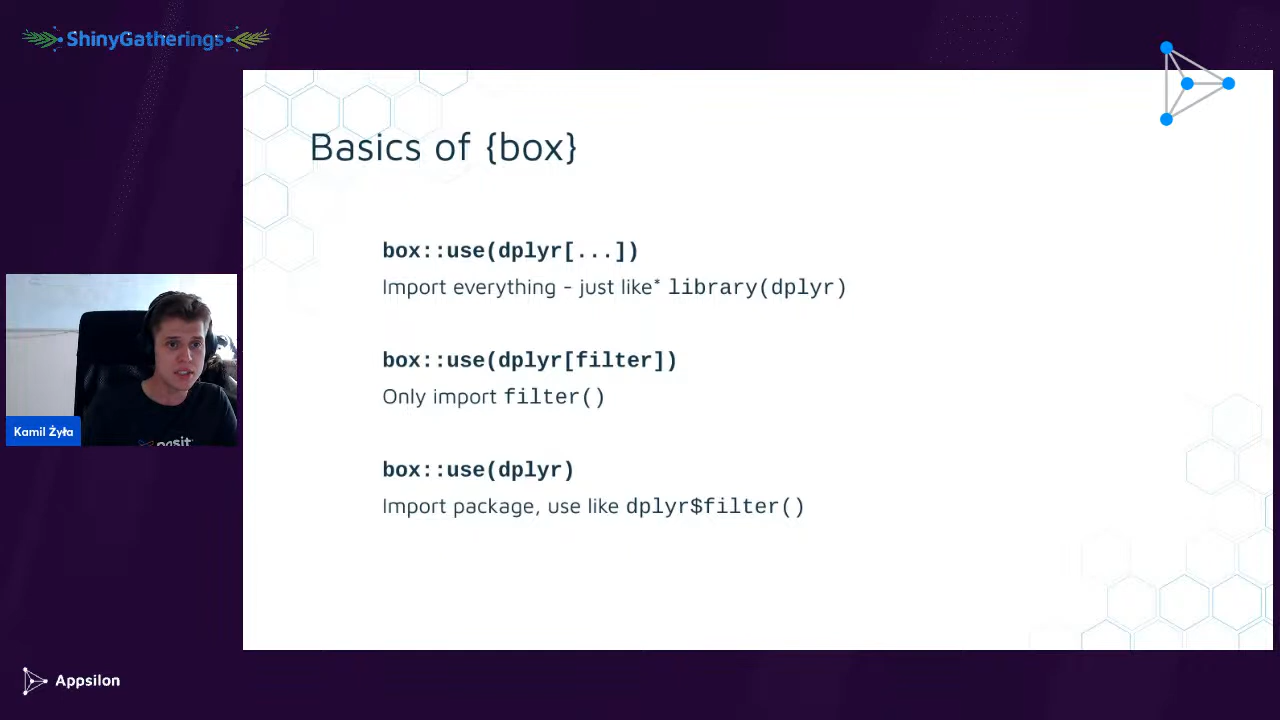 ShinyGatherings
Basics of {box}
box::use(dplyr[...])
Import everything - just like* library(dplyr)
box::use(dplyr[filter])
Only import filter()
box::use(dplyr)
Import package, use like dplyr$filter()
posit
Kamil Żyła
Appsilon